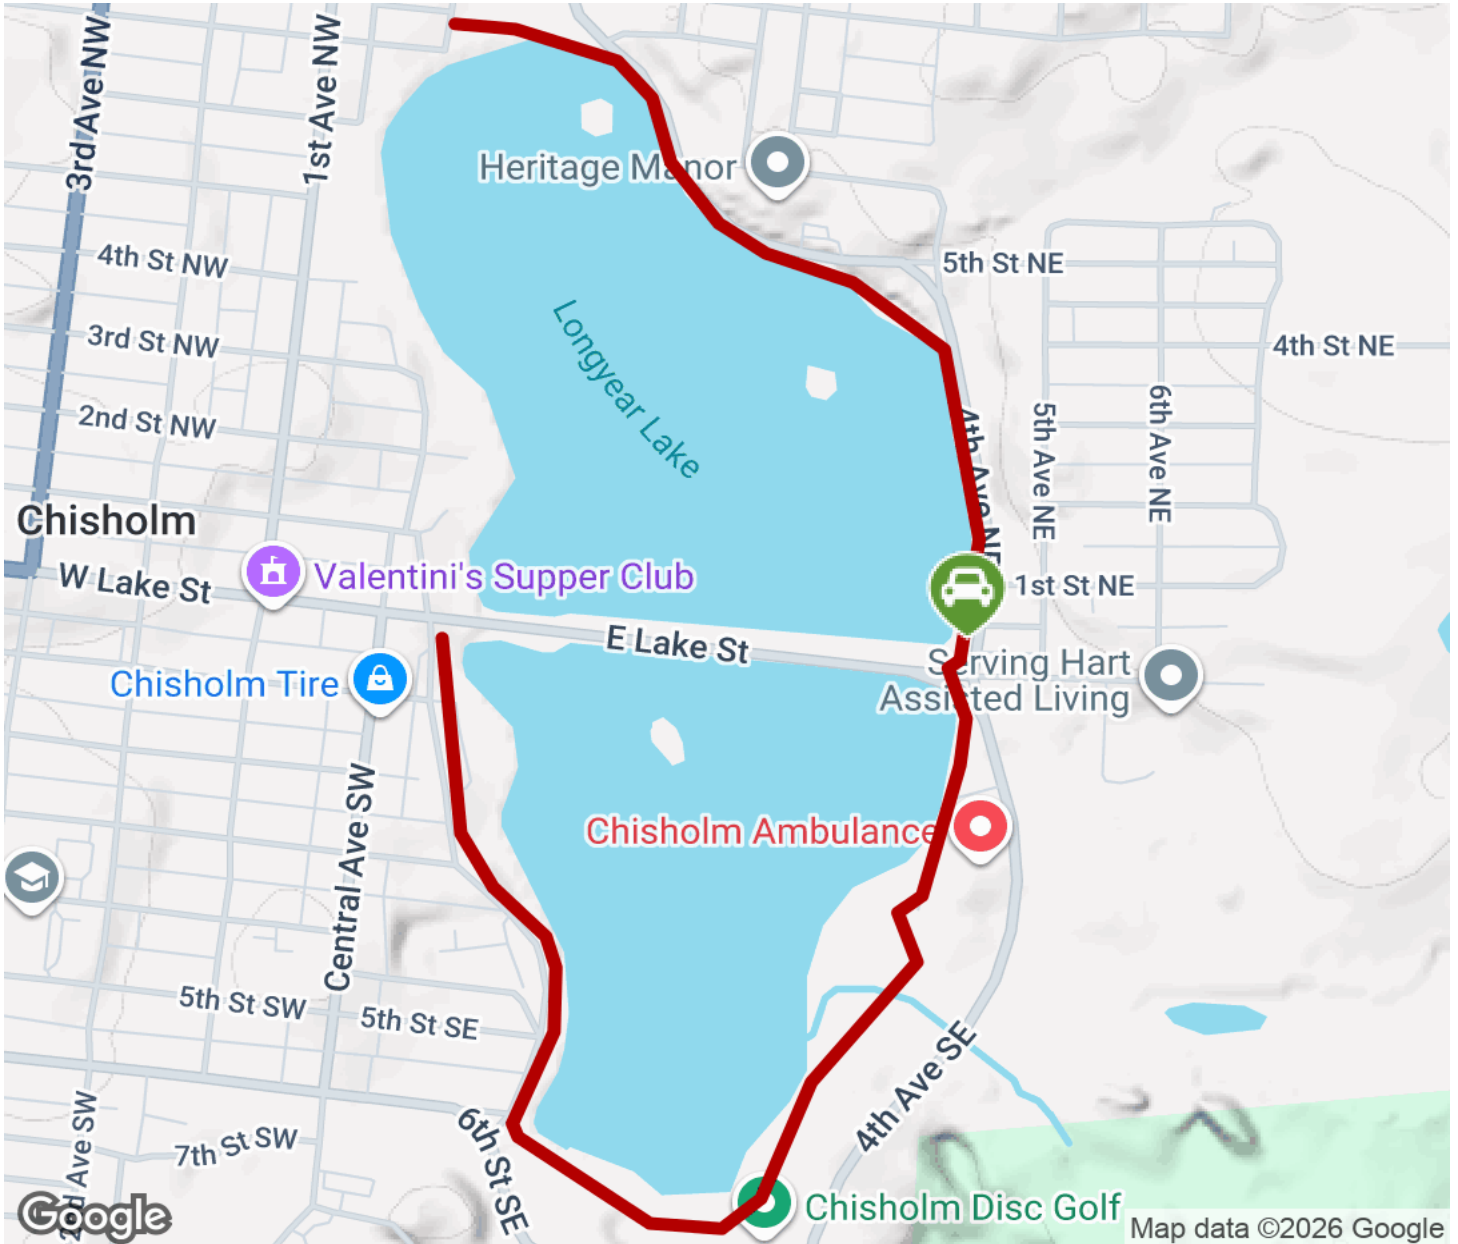 3rd Ave NW
1st Ave NW
Heritage Manor
4th St NW
5th St NE
3rd St NW
Longyear Lake
4th St NE
2nd St NW
4th Ave NE
5th Ave NE
6th Ave NE
Chisholm
W Lake St
Valentini's Supper Club
1st St NE
E Lake St
Serving Hart
Assisted Living
Chisholm Tire
Central Ave SW
Chisholm Ambulance
5th St SW
5th St SE
4th Ave SE
2nd Ave SW
7th St SW
6th St SE
Chisholm Disc Golf
Google
Map data ©2026 Google